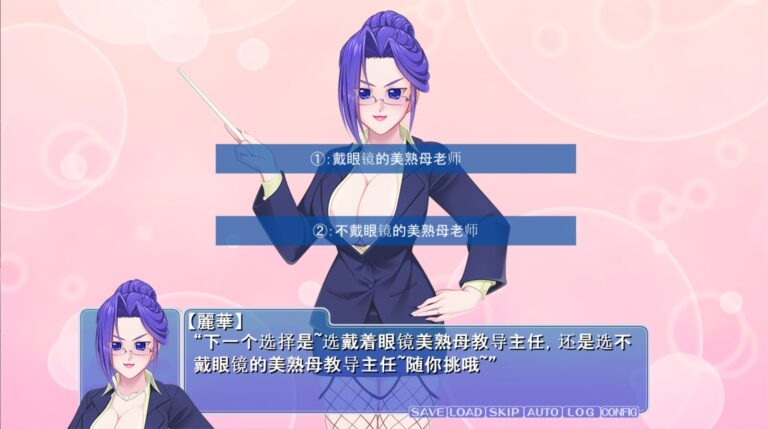 ①:戴眼镜的美熟母老师
②:不戴眼镜的美熟母老师
【麗華】
“下一个选择是~选戴着眼镜美熟母教导主任, 还是选不
戴眼镜的美熟母教导主任~随你挑哦~”
SAVE LOAD SKIP AUTO LOG CONFIG